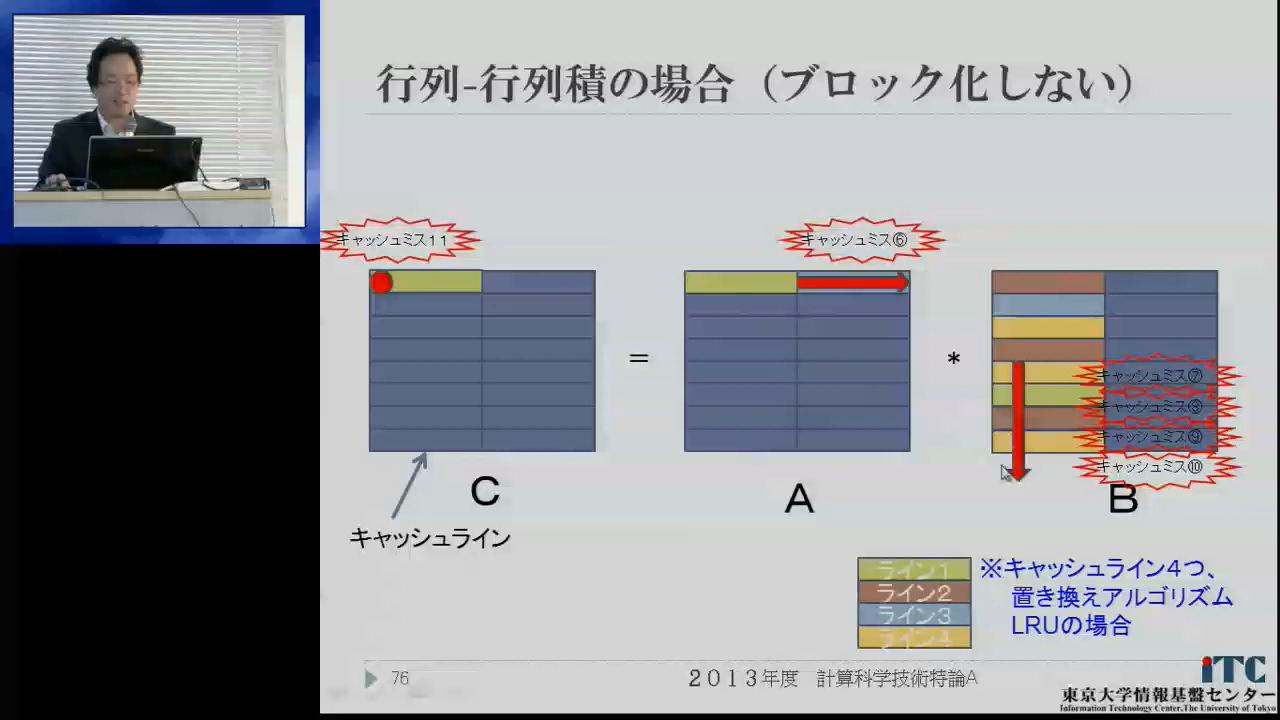 行列-行列積の場合（ブロック化しない）
キャッシュミス１１
キャッシュミス⑥
キャッシュミス⑦
キャッシュミス⑧
キャッシュミス⑨
キャッシュミス⑩
＝
*
C
A
B
キャッシュライン
ライン1
ライン2
ライン3
ライン4
※キャッシュライン４つ、
置き換えアルゴリズム
LRUの場合
76
２０１３年度　計算科学技術特論A
iTC
東京大学情報基盤センター
Information Technology Center,The University of Tokyo